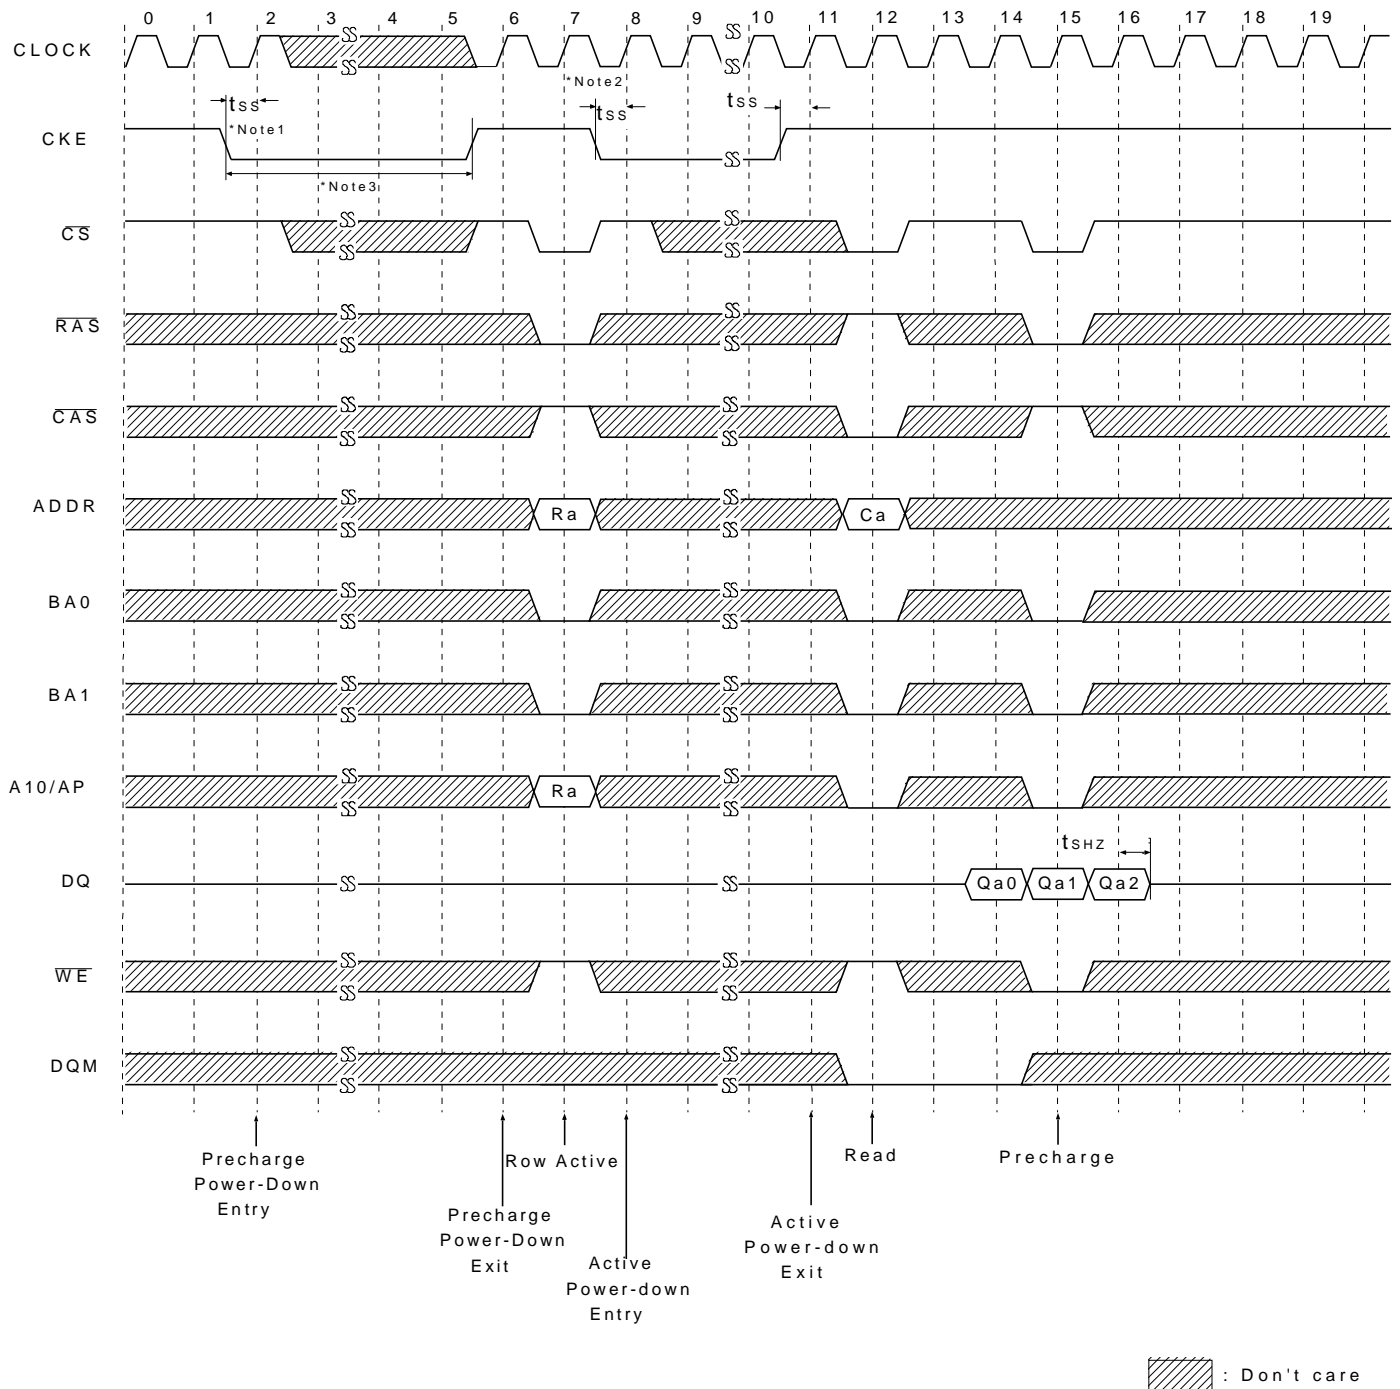 0 1 2 3 4 5 6 7 8 9 10 11 12 13 14 15 16 17 18 19
CLOCK
*Note2
tSS
tSS
tSS
*Note1
CKE
*Note3
CS
RAS
CAS
ADDR
Ra
Ca
BA0
BA1
A10/AP
Ra
tSHZ
DQ
Qa0 Qa1 Qa2
WE
DQM
Precharge
Power-Down
Entry
Row Active
Read
Precharge
Precharge
Power-Down
Exit
Active
Power-down
Exit
Active
Power-down
Entry
: Don't care